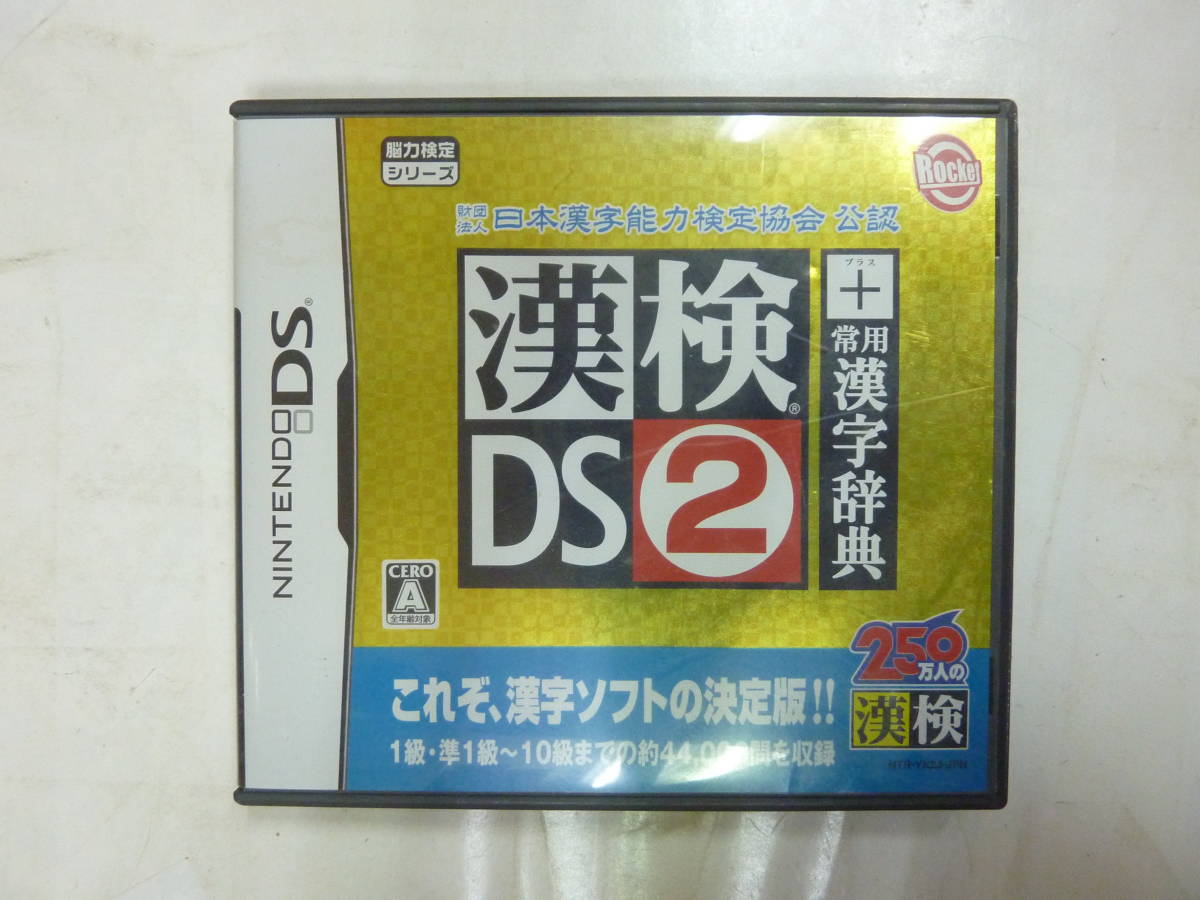 NINTENDO DS®
脳力検定
シリーズ
Rocket
財団
法人
日本漢字能力検定協会 公認
漢検®
DS2
プラス
+
常用漢字辞典
CERO
A
全年齢対象
これぞ、漢字ソフトの決定版!!
1級・準1級〜10級までの約44,000問を収録
250
万人の
漢検